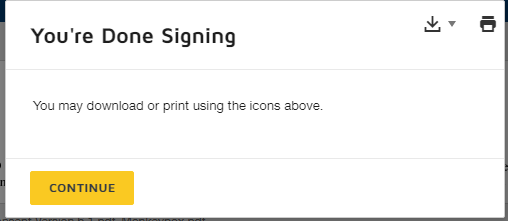 You're Done Signing
You may download or print using the icons above.
CONTINUE